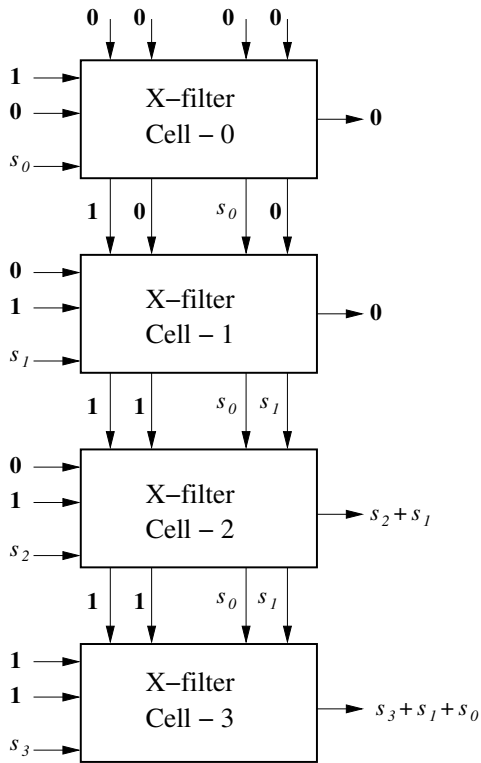 0 0 0 0
1
0
s₀
X–filter
Cell – 0
0
1 0 s₀ 0
0
1
s₁
X–filter
Cell – 1
0
1 1 s₀ s₁
0
1
s₂
X–filter
Cell – 2
s₂ + s₁
1 1 s₀ s₁
1
1
s₃
X–filter
Cell – 3
s₃ + s₁ + s₀